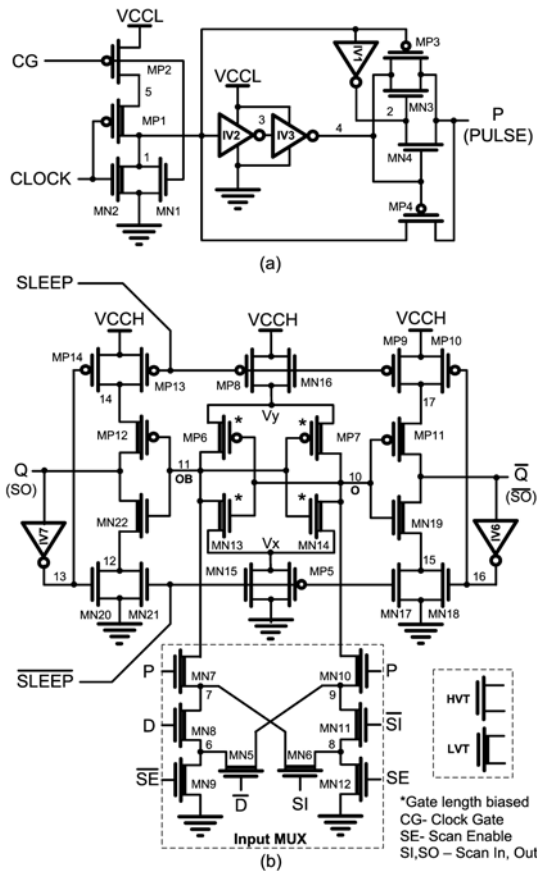 VCCL
CG
MP2
5
MP1
CLOCK
1
MN2
MN1
VCCL
IV2
3
IV3
4
IV1
MP3
2
MN3
MN4
P
(PULSE)
MP4
(a)
SLEEP
VCCH
VCCH
VCCH
MP14
MP13
MP8
MN16
MP9
MP10
14
Vy
17
MP12
MP6
*
*
MP7
MP11
Q
(SO)
11
OB
10
O
Q
(SO)
MN22
*
*
MN13
MN14
MN19
IV7
12
Vx
15
IV6
13
MN15
MP5
16
MN20
MN21
MN17
MN18
SLEEP
P
MN7
MN10
P
7
9
D
MN8
MN11
SI
6
MN5
MN6
8
SE
MN9
D
SI
MN12
SE
Input MUX
(b)
HVT
LVT
*Gate length biased
CG- Clock Gate
SE- Scan Enable
SI,SO – Scan In, Out